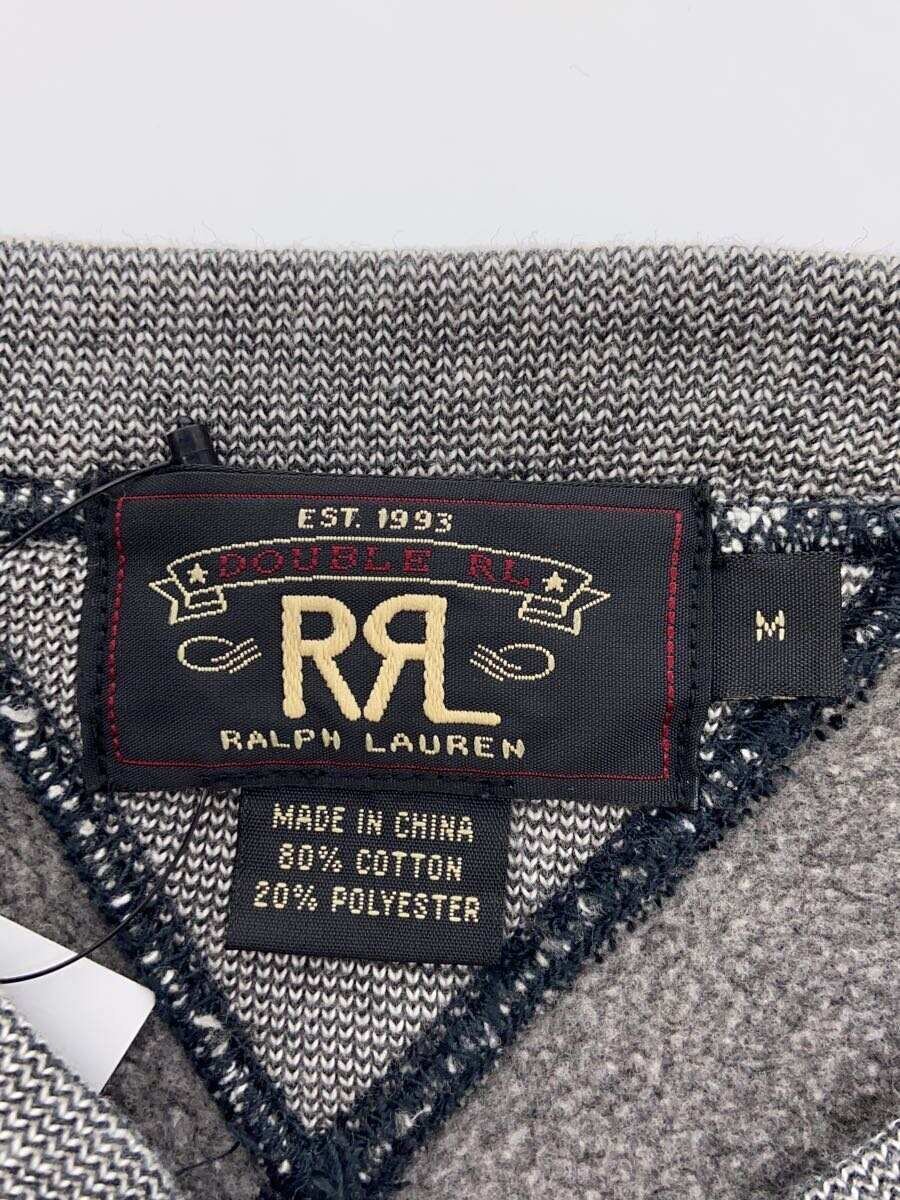 EST. 1993
DOUBLE RL
RRL
RALPH LAUREN
M
MADE IN CHINA
80% COTTON
20% POLYESTER